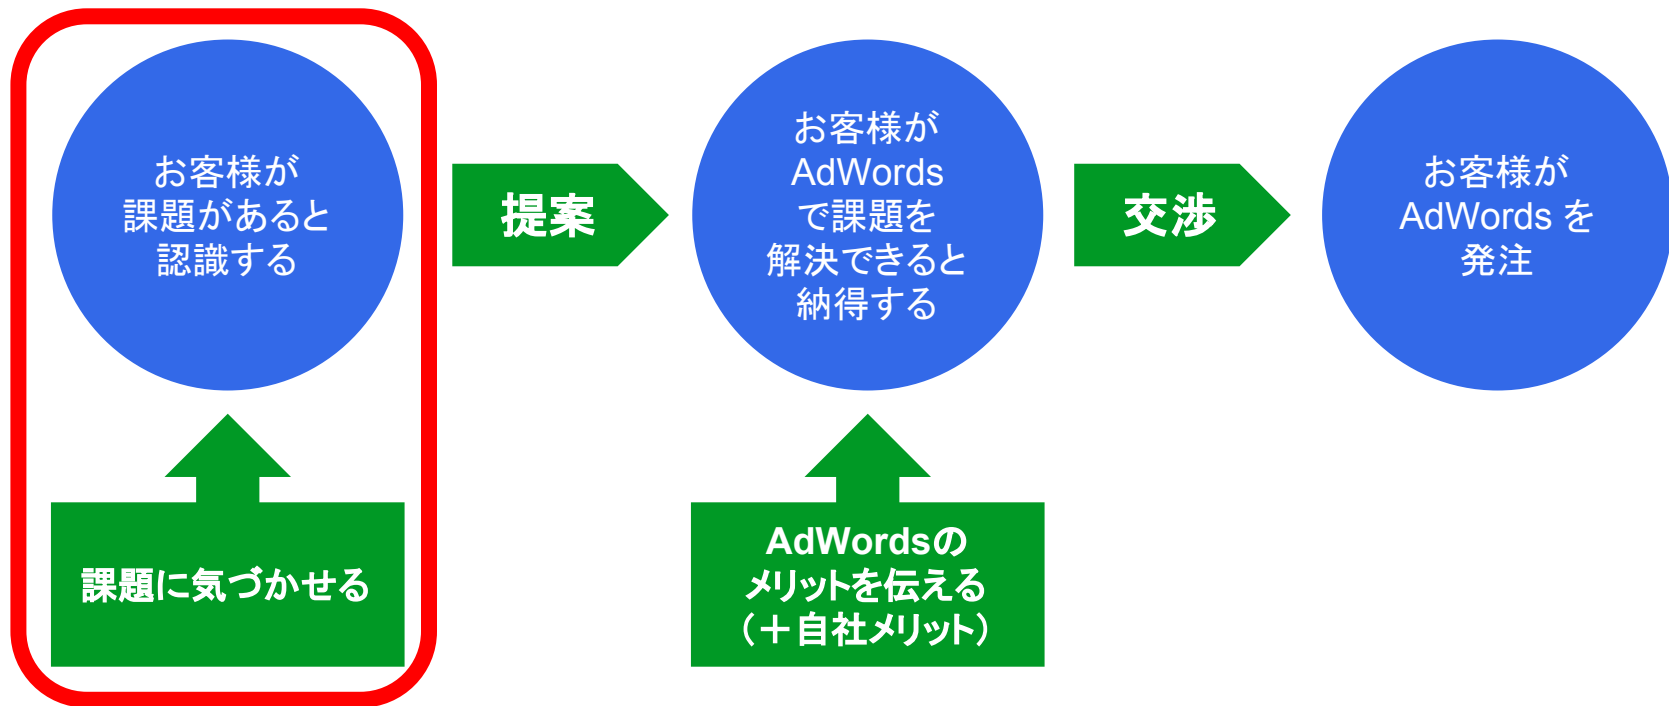 お客様が
課題があると
認識する
提案
お客様が
AdWords
で課題を
解決できると
納得する
交渉
お客様が
AdWords を
発注
課題に気づかせる
AdWordsの
メリットを伝える
（＋自社メリット）